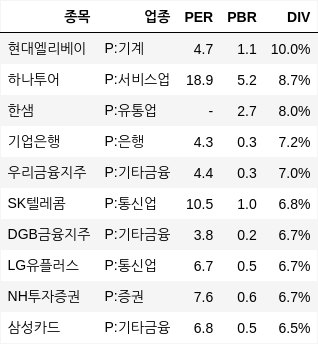 종목 업종 PER PBR DIV
현대엘리베이 P:기계 4.7 1.1 10.0%
하나투어 P:서비스업 18.9 5.2 8.7%
한샘 P:유통업 - 2.7 8.0%
기업은행 P:은행 4.3 0.3 7.2%
우리금융지주 P:기타금융 4.4 0.3 7.0%
SK텔레콤 P:통신업 10.5 1.0 6.8%
DGB금융지주 P:기타금융 3.8 0.2 6.7%
LG유플러스 P:통신업 6.7 0.5 6.7%
NH투자증권 P:증권 7.6 0.6 6.7%
삼성카드 P:기타금융 6.8 0.5 6.5%